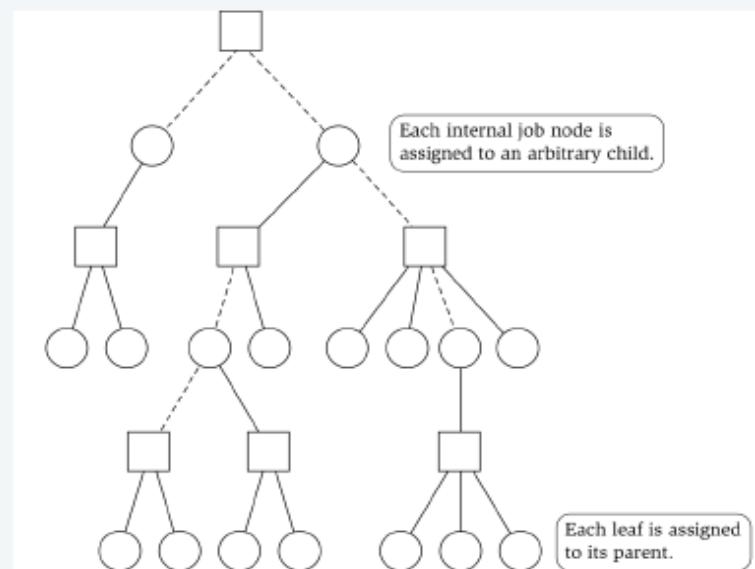 Each internal job node is
assigned to an arbitrary child.
Each leaf is assigned
to its parent.